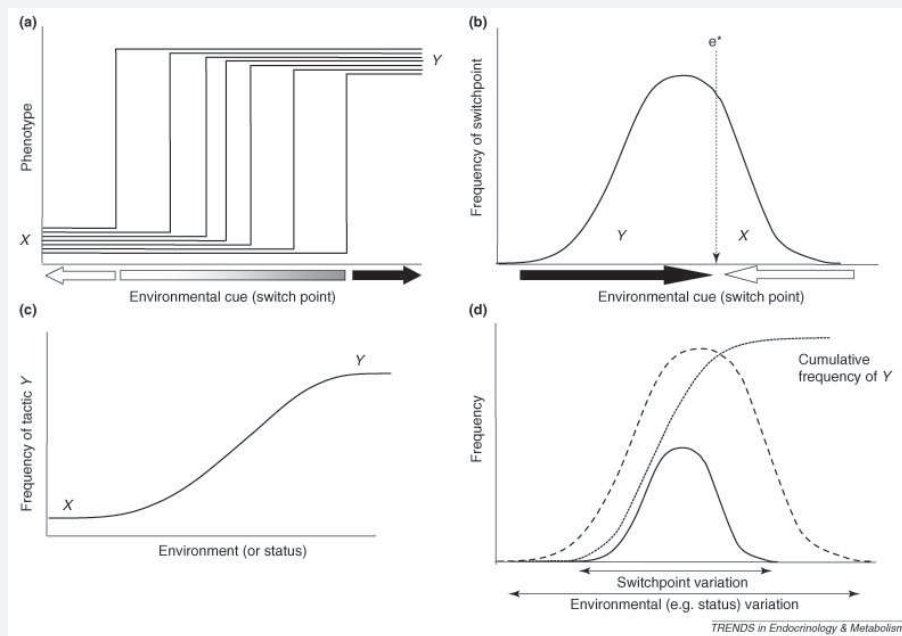 (a)
Phenotype
Y
X
Environmental cue (switch point)
(b)
e*
Frequency of switchpoint
Y
X
Environmental cue (switch point)
(c)
Frequency of tactic Y
Y
X
Environment (or status)
(d)
Frequency
Cumulative
frequency of Y
Switchpoint variation
Environmental (e.g. status) variation
TRENDS in Endocrinology & Metabolism